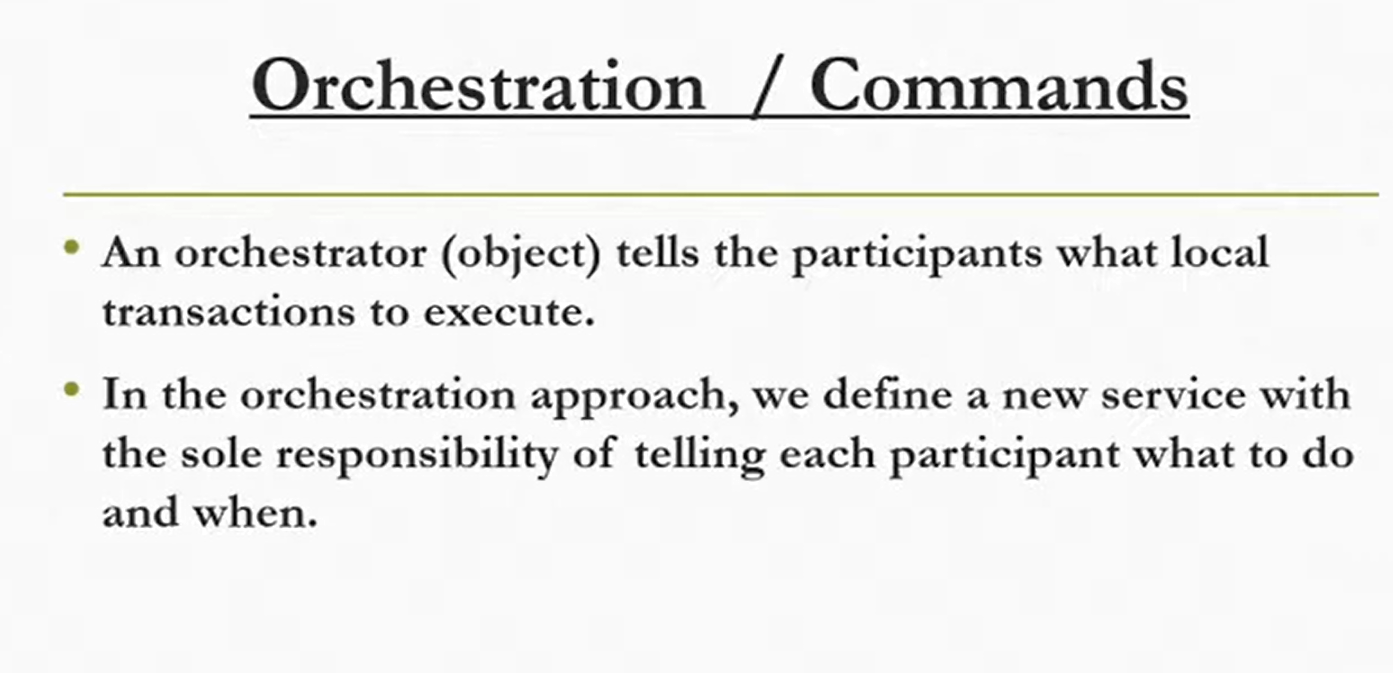 Orchestration / Commands
• An orchestrator (object) tells the participants what local
transactions to execute.
• In the orchestration approach, we define a new service with
the sole responsibility of telling each participant what to do
and when.